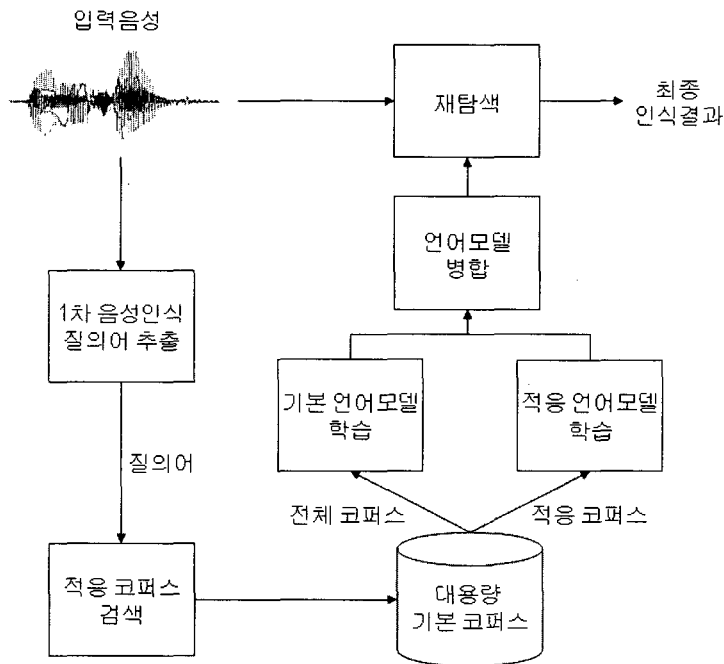 입력음성
재탐색
최종
인식결과
언어모델
병합
1차 음성인식
질의어 추출
기본 언어모델
학습
적응 언어모델
학습
질의어
전체 코퍼스
적응 코퍼스
적응 코퍼스
검색
대용량
기본 코퍼스